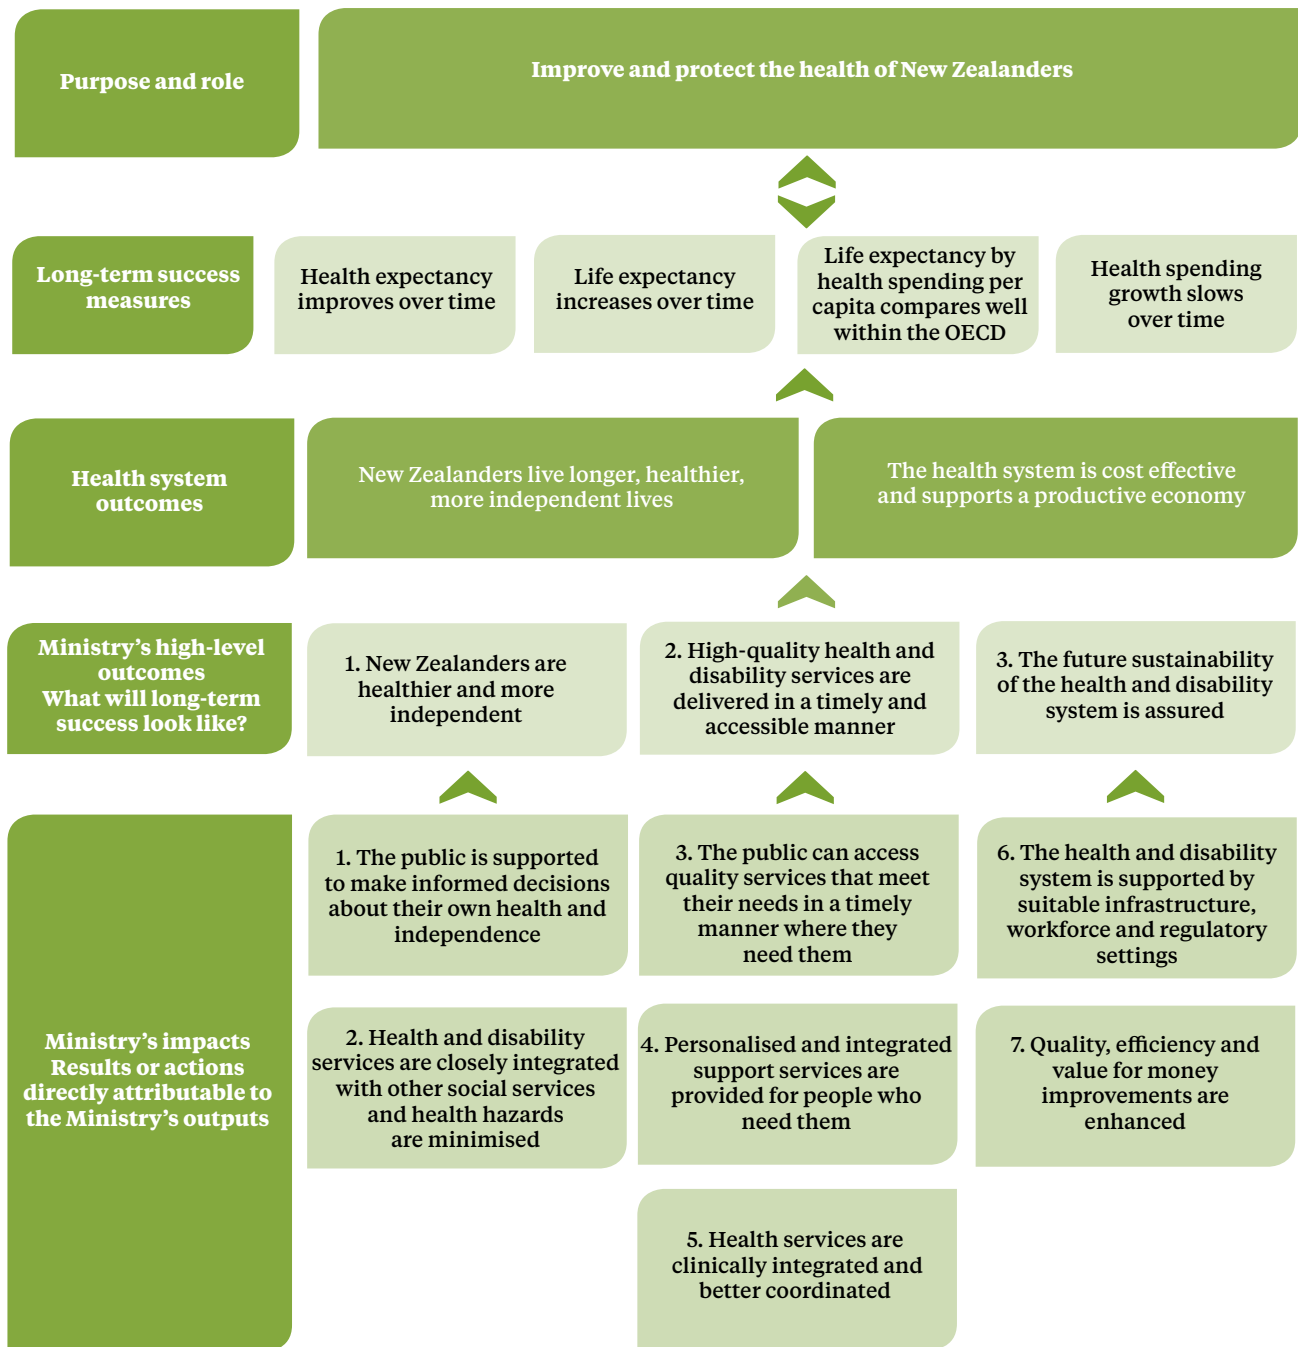 Purpose and role
Improve and protect the health of New Zealanders
Long-term success
measures
Health expectancy
improves over time
Life expectancy
increases over time
Life expectancy by
health spending per
capita compares well
within the OECD
Health spending
growth slows
over time
Health system
outcomes
New Zealanders live longer, healthier,
more independent lives
The health system is cost effective
and supports a productive economy
Ministry’s high-level
outcomes
What will long-term
success look like?
1. New Zealanders are
healthier and more
independent
2. High-quality health and
disability services are
delivered in a timely and
accessible manner
3. The future sustainability
of the health and disability
system is assured
Ministry’s impacts
Results or actions
directly attributable to
the Ministry’s outputs
1. The public is supported
to make informed decisions
about their own health and
independence
3. The public can access
quality services that meet
their needs in a timely
manner where they
need them
6. The health and disability
system is supported by
suitable infrastructure,
workforce and regulatory
settings
2. Health and disability
services are closely integrated
with other social services
and health hazards
are minimised
4. Personalised and integrated
support services are
provided for people who
need them
7. Quality, efficiency and
value for money
improvements are
enhanced
5. Health services are
clinically integrated and
better coordinated